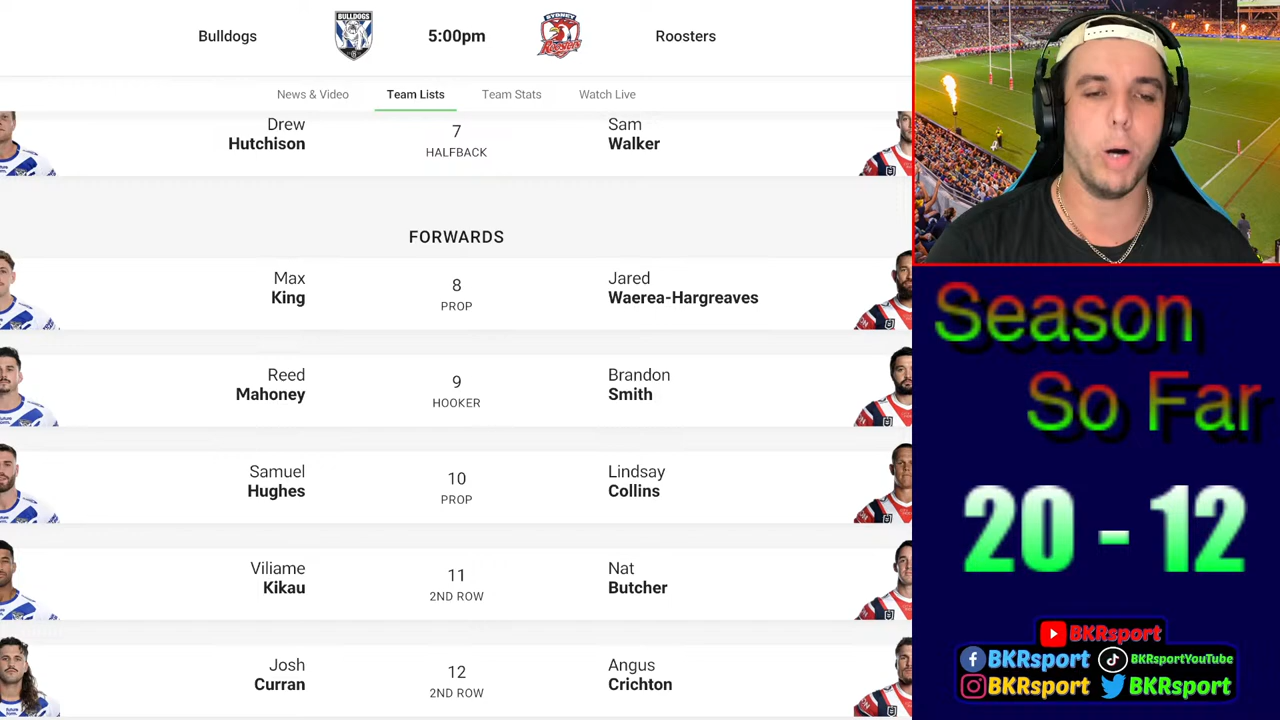 Bulldogs
BULLDOGS
5:00pm
SYDNEY
Roosters
News & Video
Team Lists
Team Stats
Watch Live
Drew
Hutchison
7
HALFBACK
Sam
Walker
FORWARDS
Max
King
8
PROP
Jared
Waerea-Hargreaves
Reed
Mahoney
9
HOOKER
Brandon
Smith
Samuel
Hughes
10
PROP
Lindsay
Collins
Viliame
Kikau
11
2ND ROW
Nat
Butcher
Josh
Curran
12
2ND ROW
Angus
Crichton
Season
So Far
20 - 12
BKRsport
BKRsport
BKRsportYouTube
BKRsport
BKRsport